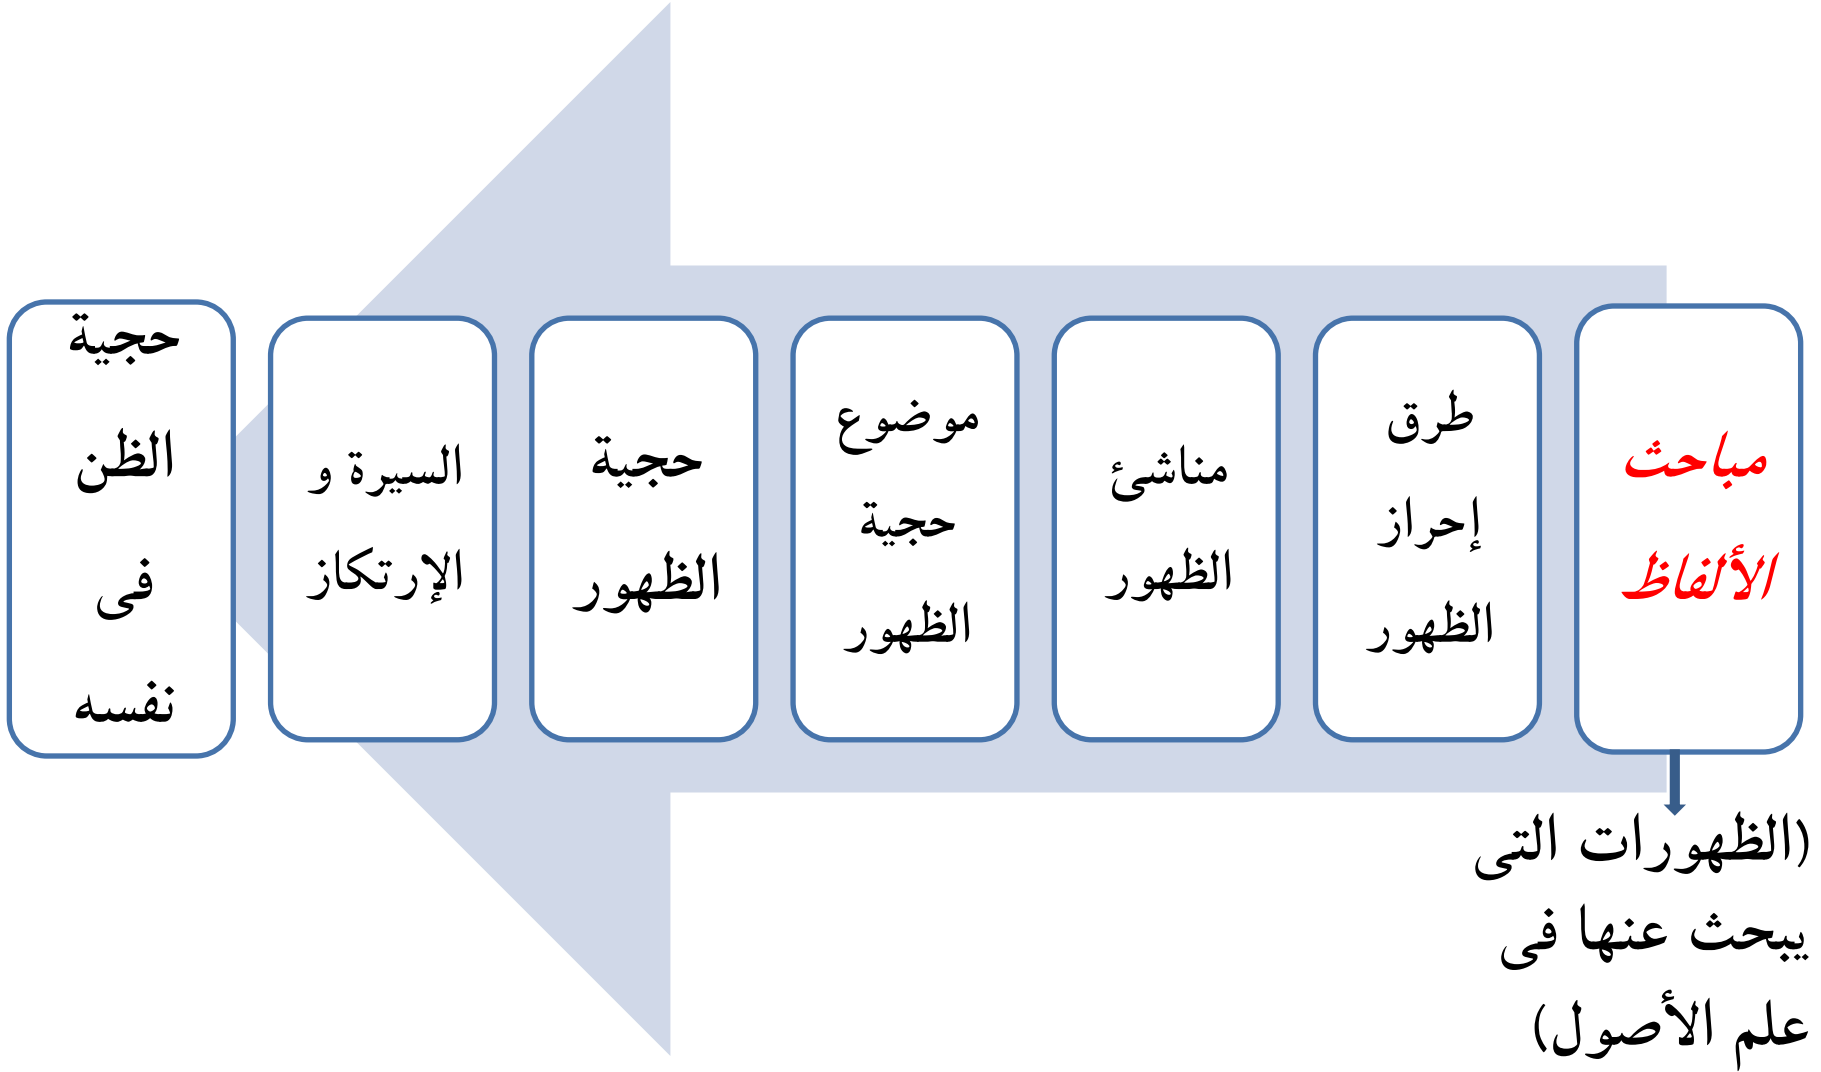 مباحث
الألفاظ
(الظهورات التى
يبحث عنها فى
علم الأصول)
طرق
إحراز
الظهور
مناشئ
الظهور
موضوع
حجية
الظهور
حجية
الظهور
السيرة و
الإرتكاز
حجية
الظن
فى
نفسه